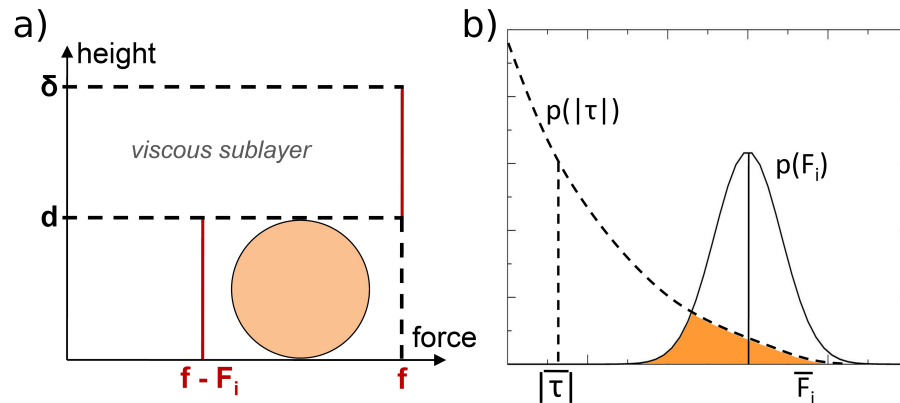 a)
height
δ
viscous sublayer
d
force
f - Fᵢ
f
b)
p(|τ|)
p(Fᵢ)
|τ̅|
F̅ᵢ